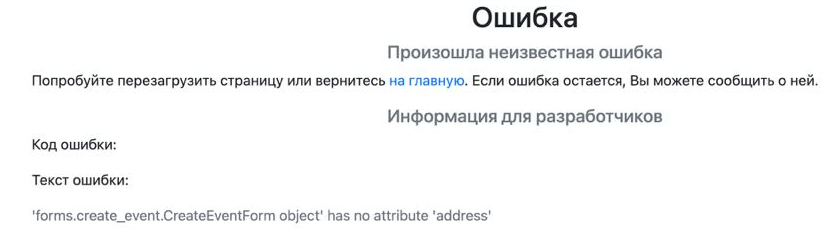 Ошибка
Произошла неизвестная ошибка
Попробуйте перезагрузить страницу или вернитесь на главную. Если ошибка остается, Вы можете сообщить о ней.
Информация для разработчиков
Код ошибки:
Текст ошибки:
'forms.create_event.CreateEventForm object' has no attribute 'address'